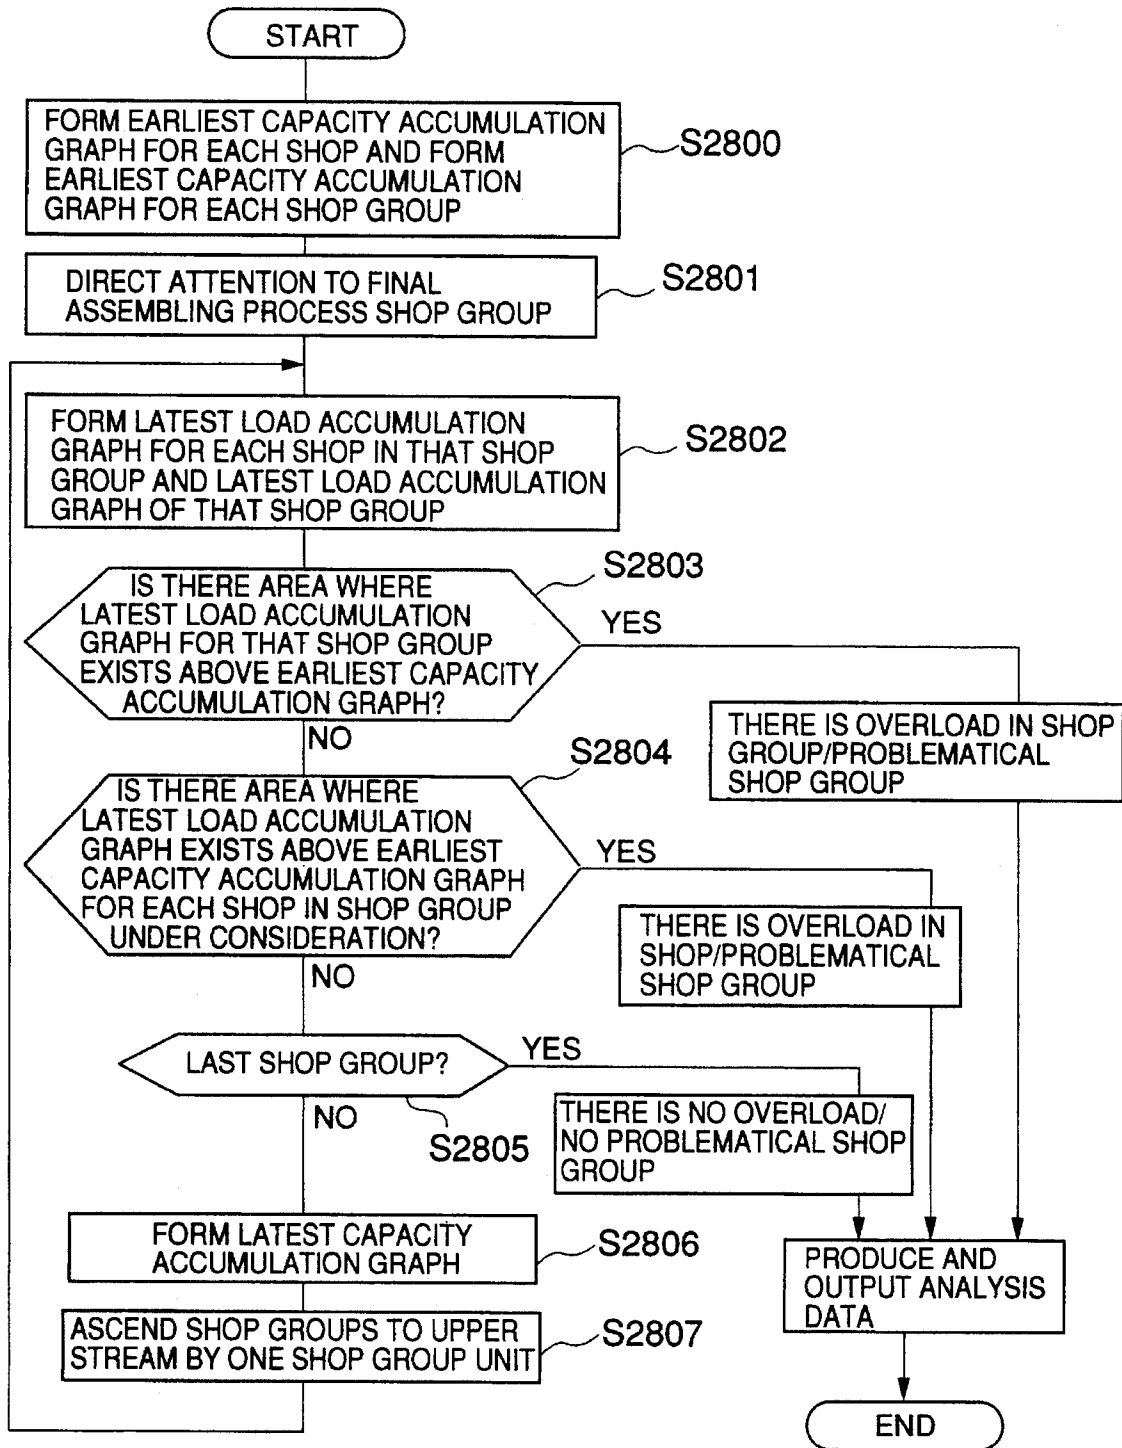 START
FORM EARLIEST CAPACITY ACCUMULATION
GRAPH FOR EACH SHOP AND FORM
EARLIEST CAPACITY ACCUMULATION
GRAPH FOR EACH SHOP GROUP
S2800
DIRECT ATTENTION TO FINAL
ASSEMBLING PROCESS SHOP GROUP
S2801
FORM LATEST LOAD ACCUMULATION
GRAPH FOR EACH SHOP IN THAT SHOP
GROUP AND LATEST LOAD ACCUMULATION
GRAPH OF THAT SHOP GROUP
S2802
IS THERE AREA WHERE
LATEST LOAD ACCUMULATION
GRAPH FOR THAT SHOP GROUP
EXISTS ABOVE EARLIEST CAPACITY
ACCUMULATION GRAPH?
S2803
YES
NO
THERE IS OVERLOAD IN SHOP
GROUP/PROBLEMATICAL
SHOP GROUP
IS THERE AREA WHERE
LATEST LOAD ACCUMULATION
GRAPH EXISTS ABOVE EARLIEST
CAPACITY ACCUMULATION GRAPH
FOR EACH SHOP IN SHOP GROUP
UNDER CONSIDERATION?
S2804
YES
NO
THERE IS OVERLOAD IN
SHOP/PROBLEMATICAL
SHOP GROUP
LAST SHOP GROUP?
YES
NO
S2805
THERE IS NO OVERLOAD/
NO PROBLEMATICAL SHOP
GROUP
FORM LATEST CAPACITY
ACCUMULATION GRAPH
S2806
PRODUCE AND
OUTPUT ANALYSIS
DATA
ASCEND SHOP GROUPS TO UPPER
STREAM BY ONE SHOP GROUP UNIT
S2807
END